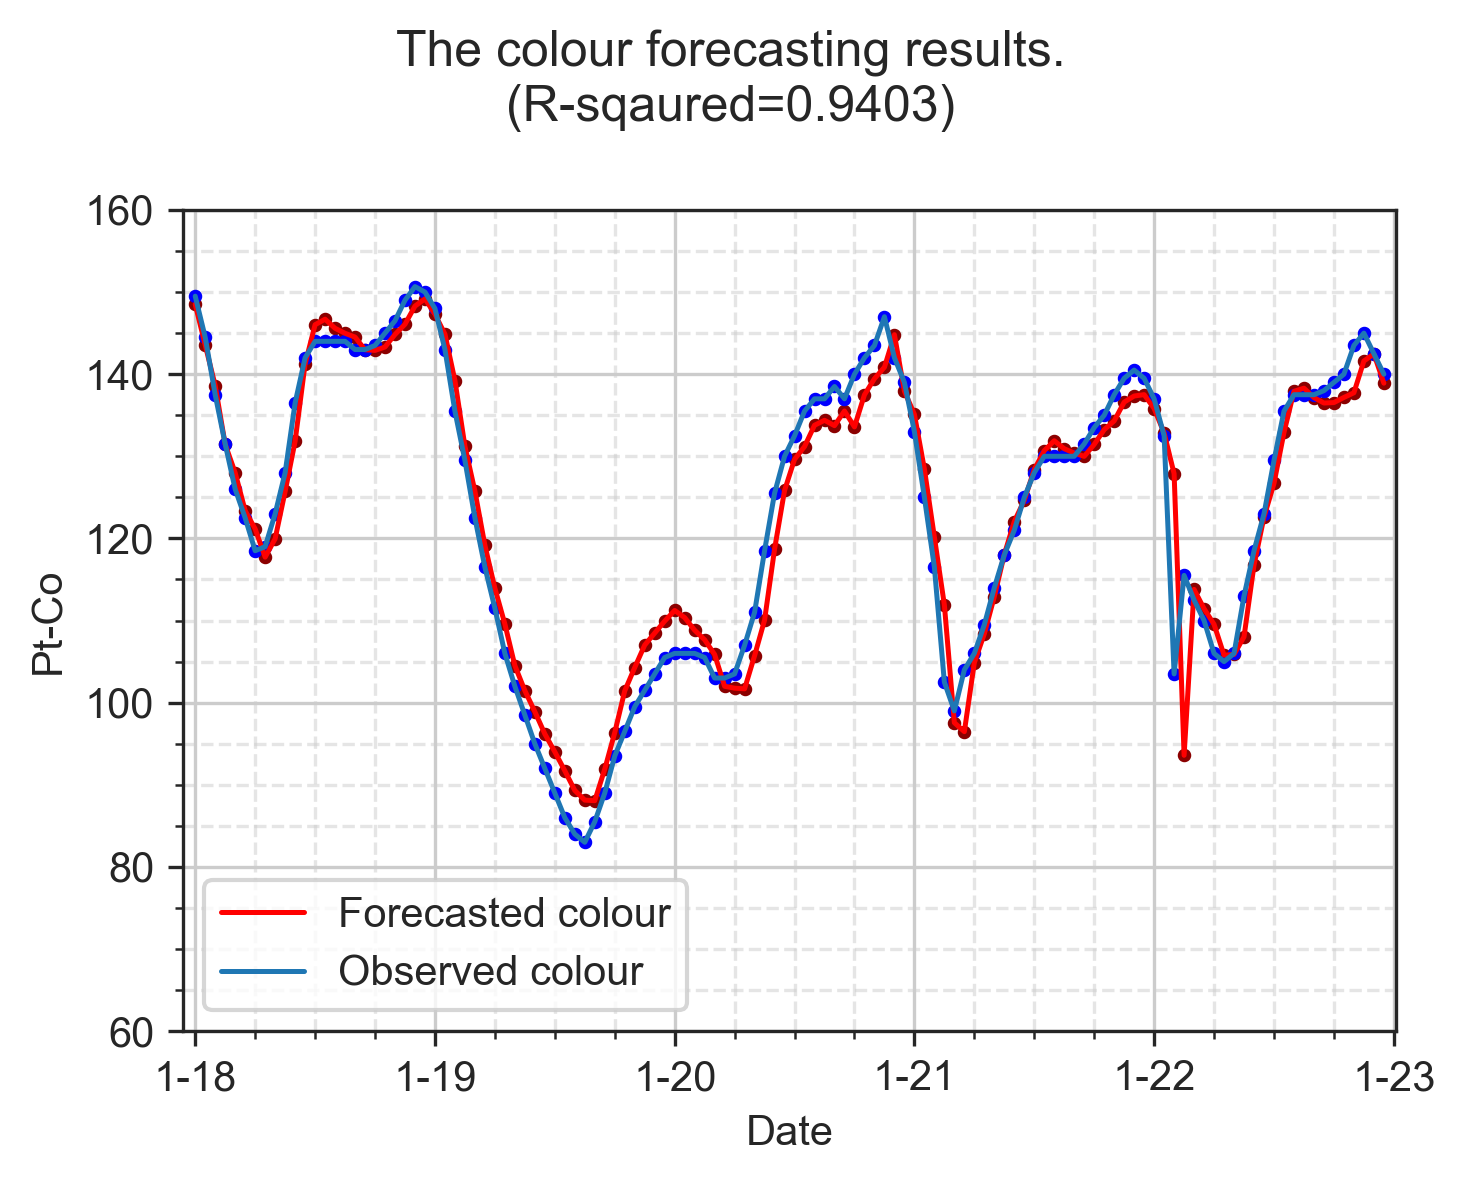 The colour forecasting results.
(R-sqaured=0.9403)
160
140
120
100
80
60
Pt-Co
Forecasted colour
Observed colour
1-18 1-19 1-20 1-21 1-22 1-23
Date